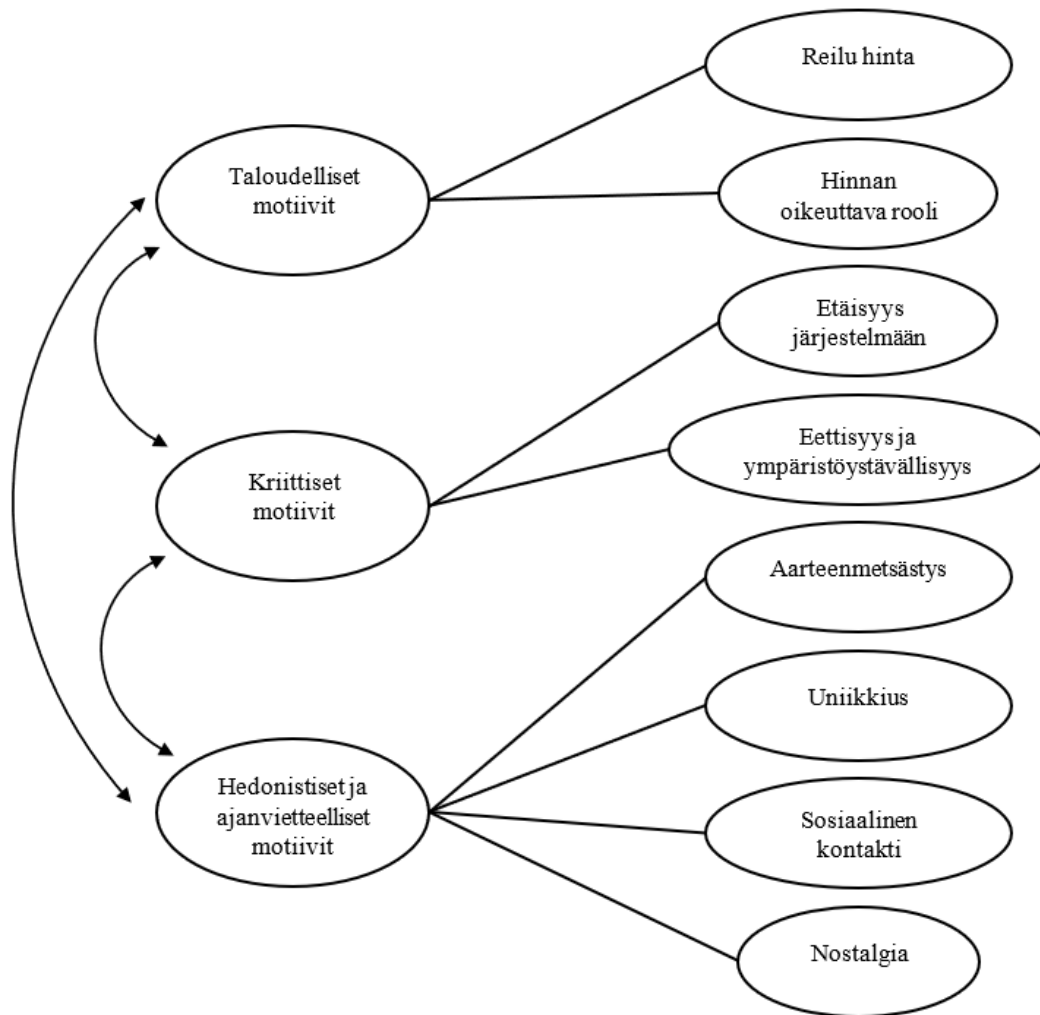 Reilu hinta
Taloudelliset
motiivit
Hinnan
oikeuttava rooli
Etäisyys
järjestelmään
Kriittiset
motiivit
Eettisyys ja
ympäristöystävällisyys
Aarteenmetsästys
Uniikkius
Hedonistiset ja
ajanvietteelliset
motiivit
Sosiaalinen
kontakti
Nostalgia